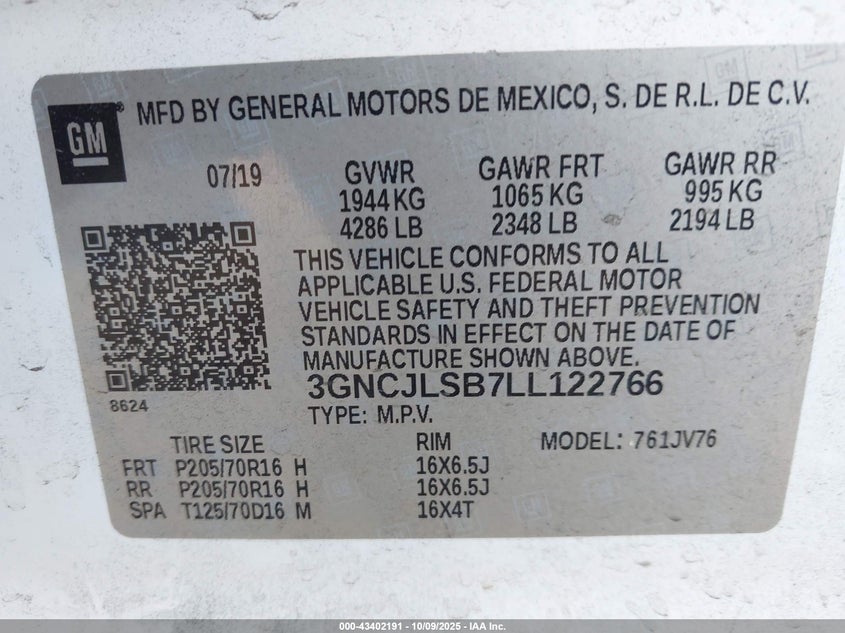 GM
MFD BY GENERAL MOTORS DE MEXICO, S. DE R.L. DE C.V.
07/19 GVWR GAWR FRT GAWR RR
1944 KG 1065 KG 995 KG
4286 LB 2348 LB 2194 LB
THIS VEHICLE CONFORMS TO ALL
APPLICABLE U.S. FEDERAL MOTOR
VEHICLE SAFETY AND THEFT PREVENTION
STANDARDS IN EFFECT ON THE DATE OF
MANUFACTURE SHOWN ABOVE.
3GNCJLSB7LL122766
8624
TYPE: M.P.V.
TIRE SIZE RIM MODEL: 761JV76
FRT P205/70R16 H 16X6.5J
RR P205/70R16 H 16X6.5J
SPA T125/70D16 M 16X4T
000-43402191 - 10/09/2025 - IAA Inc.